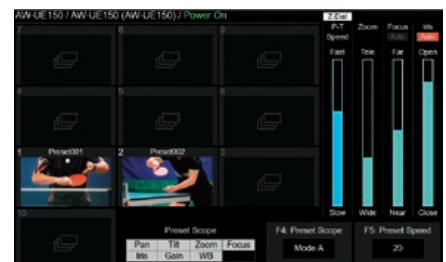 AW-UE150 / AW-UE150 (AW-UE150) / Power On
Z-Dial
P-T Speed Zoom Focus Iris
Auto Auto
Fast Tele Far Open
7 8 9
4 5 6
1 Preset001 2 Preset002 3
Slow Wide Near Close
10
Preset Scope
Pan Tilt Zoom Focus
Iris Gain WB
F4: Preset Scope F5: Preset Speed
Mode A 20